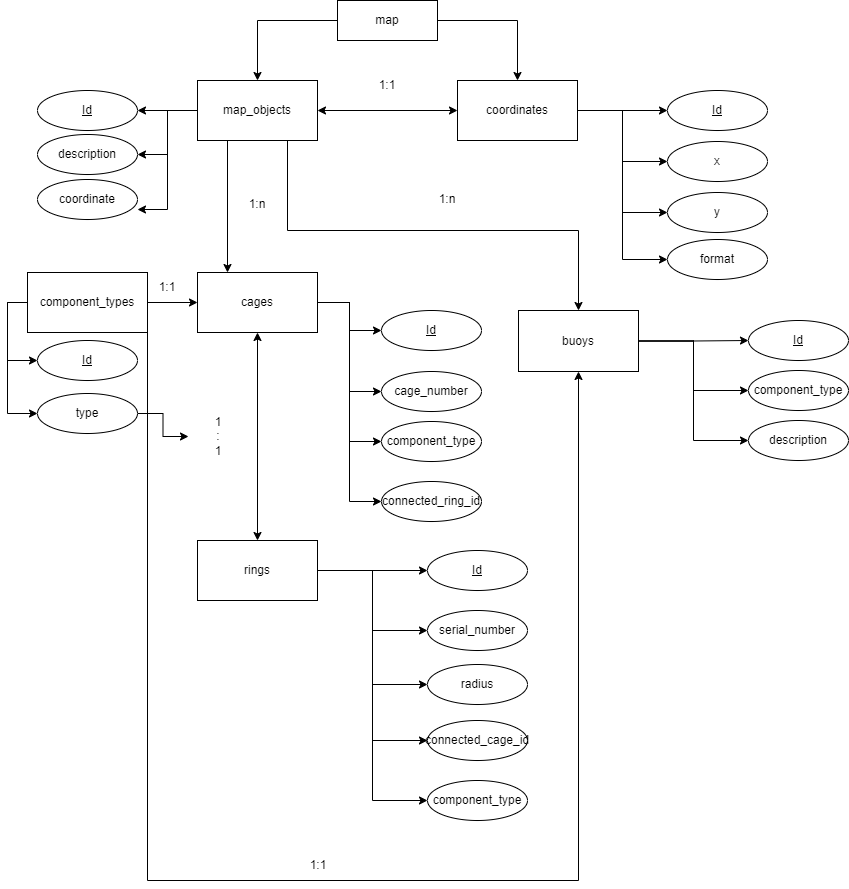 map
1:1
map_objects
coordinates
Id
description
coordinate
Id
x
y
format
1:n
1:n
component_types
1:1
cages
Id
type
1
:
1
Id
cage_number
component_type
connected_ring_id
buoys
Id
component_type
description
rings
Id
serial_number
radius
connected_cage_id
component_type
1:1